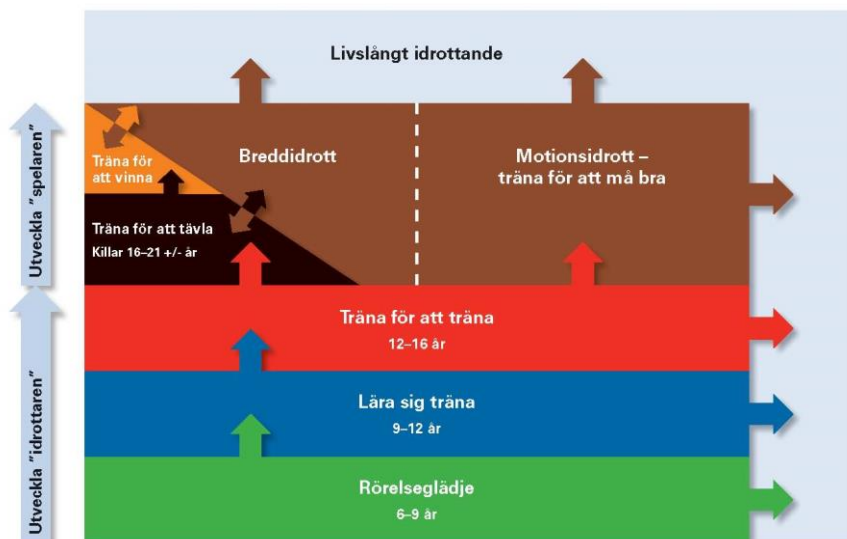 Livslångt idrottande
Utveckla "spelaren"
Träna för
att vinna
Breddidrott
Motionsidrott –
träna för att må bra
Träna för att tävla
Killar 16–21 +/- år
Utveckla "idrottaren"
Träna för att träna
12–16 år
Lära sig träna
9–12 år
Rörelseglädje
6–9 år